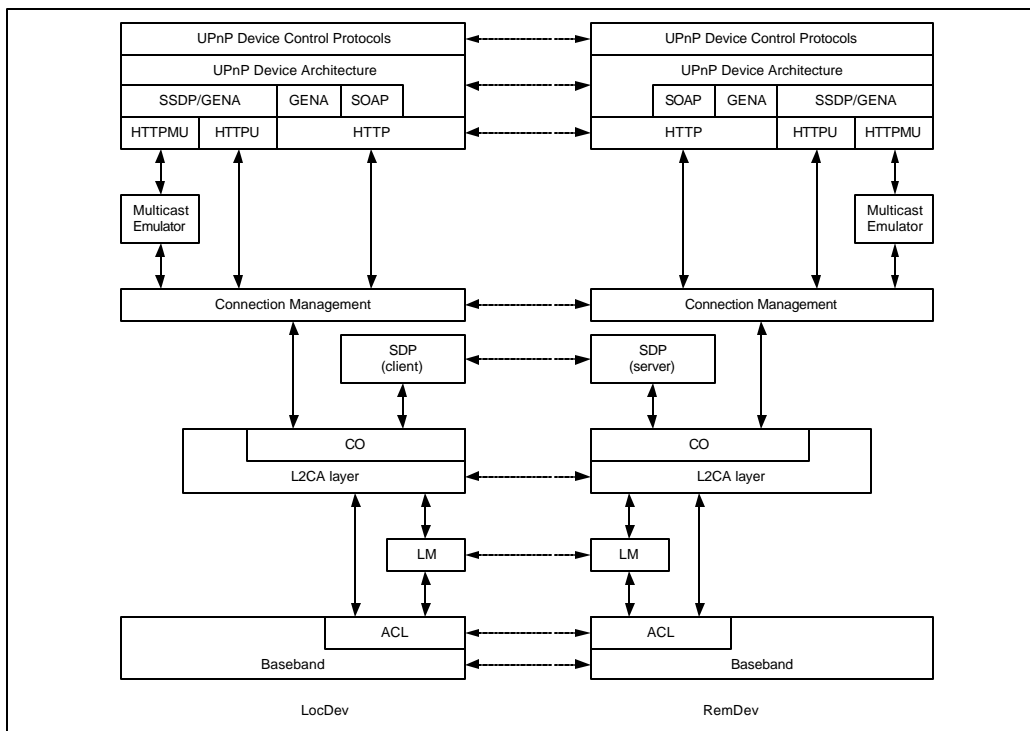 UPnP Device Control Protocols
UPnP Device Control Protocols
UPnP Device Architecture
UPnP Device Architecture
SSDP/GENA
GENA
SOAP
SOAP
GENA
SSDP/GENA
HTTPMU
HTTPU
HTTP
HTTP
HTTPU
HTTPMU
Multicast
Emulator
Multicast
Emulator
Connection Management
Connection Management
SDP
(client)
SDP
(server)
CO
CO
L2CA layer
L2CA layer
LM
LM
ACL
ACL
Baseband
Baseband
LocDev
RemDev